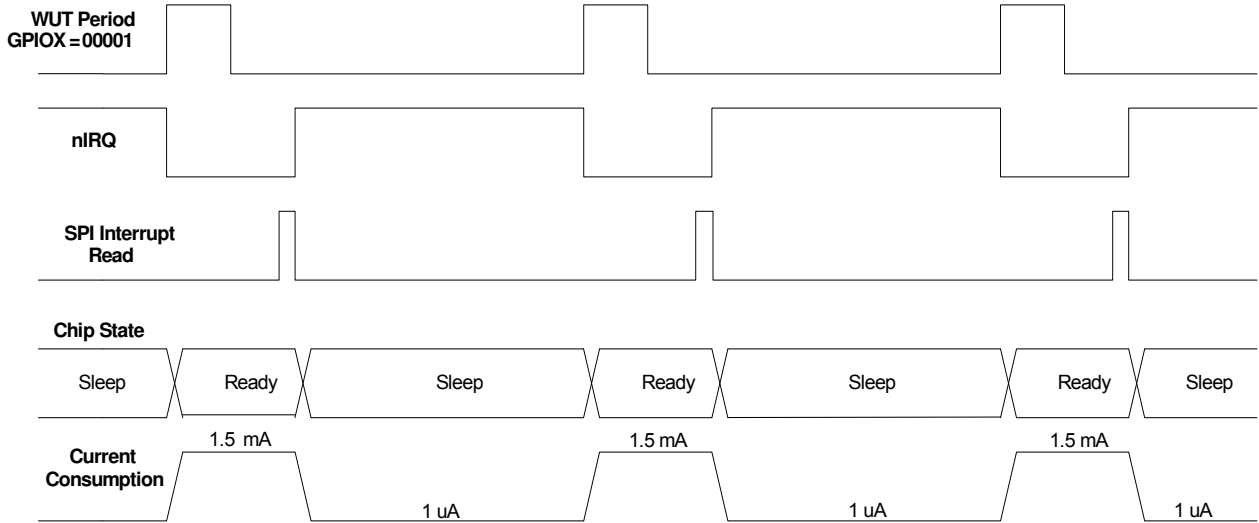 WUT Period
GPIOX = 00001
nIRQ
SPI Interrupt
Read
Chip State
Sleep Ready Sleep Ready Sleep Ready Sleep
1.5 mA 1.5 mA 1.5 mA
Current
Consumption
1 uA 1 uA 1 uA